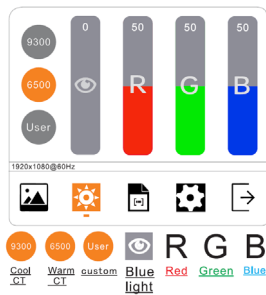 0 50 50 50
9300
6500
User
R G B
1920x1080@60Hz
9300 6500 User R G B
Cool CT Warm CT custom Blue light Red Green Blue